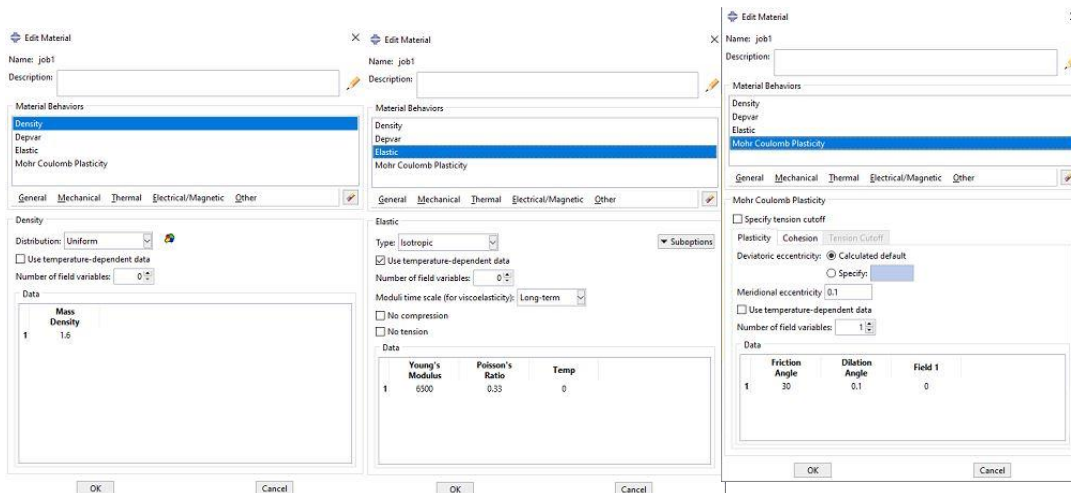 Edit Material
Name: job1
Description:
Material Behaviors
Density
Depvar
Elastic
Mohr Coulomb Plasticity
General Mechanical Thermal Electrical/Magnetic Other
Density
Distribution: Uniform
Use temperature-dependent data
Number of field variables: 0
Data
Mass
Density
1 1.6
OK Cancel
Edit Material
Name: job1
Description:
Material Behaviors
Density
Depvar
Elastic
Mohr Coulomb Plasticity
General Mechanical Thermal Electrical/Magnetic Other
Elastic
Type: Isotropic
Suboptions
Use temperature-dependent data
Number of field variables: 0
Moduli time scale (for viscoelasticity): Long-term
No compression
No tension
Data
Young's Poisson's Temp
Modulus Ratio
1 6500 0.33 0
OK Cancel
Edit Material
Name: job1
Description:
Material Behaviors
Density
Depvar
Elastic
Mohr Coulomb Plasticity
General Mechanical Thermal Electrical/Magnetic Other
Mohr Coulomb Plasticity
Specify tension cutoff
Plasticity Cohesion Tension Cutoff
Deviatoric eccentricity: Calculated default
Specify:
Meridional eccentricity 0.1
Use temperature-dependent data
Number of field variables: 1
Data
Friction Dilation Field 1
Angle Angle
1 30 0.1 0
OK Cancel